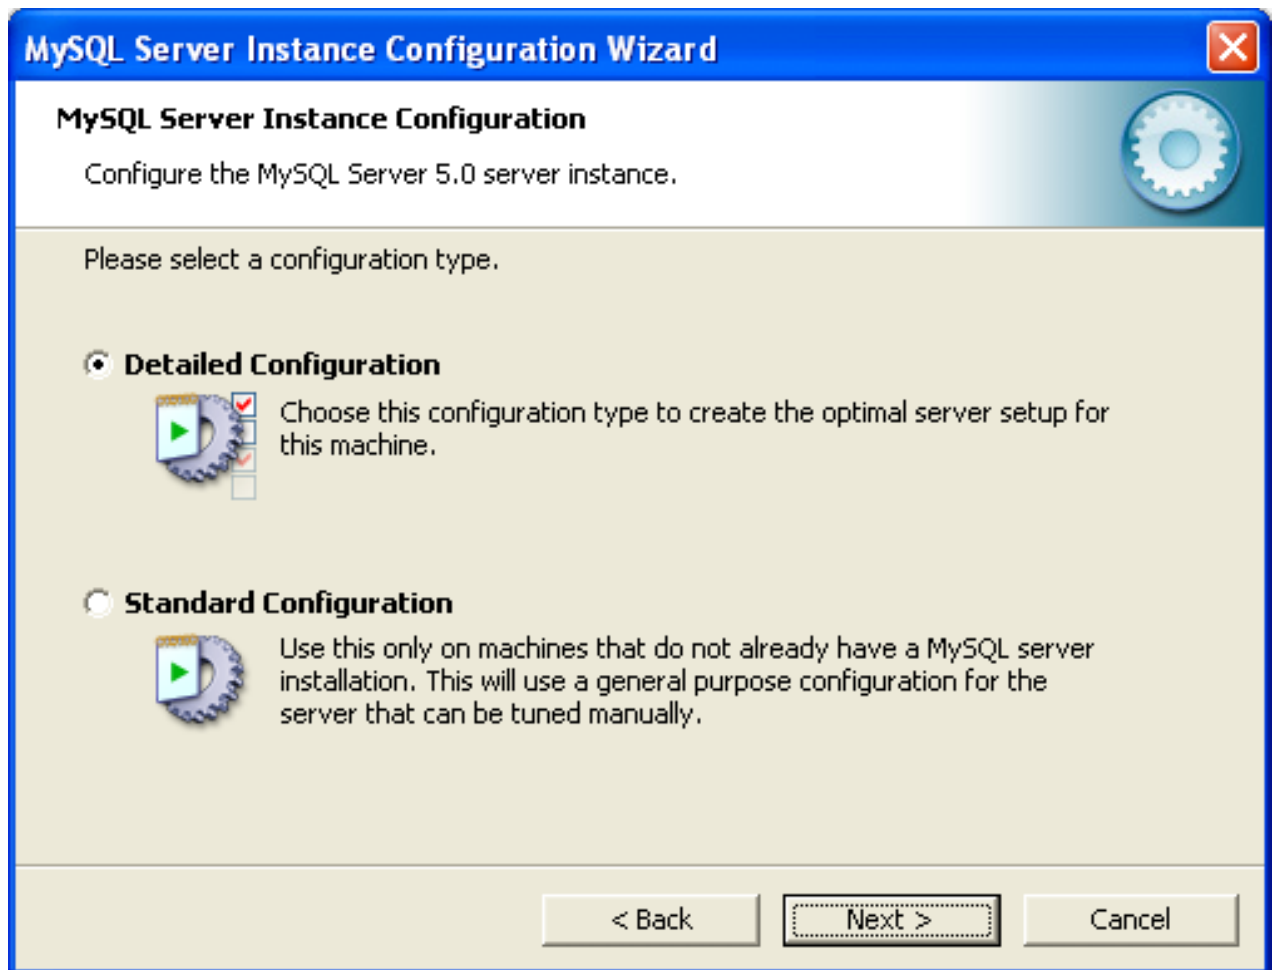 MySQL Server Instance Configuration Wizard
MySQL Server Instance Configuration
Configure the MySQL Server 5.0 server instance.
Please select a configuration type.
Detailed Configuration
Choose this configuration type to create the optimal server setup for
this machine.
Standard Configuration
Use this only on machines that do not already have a MySQL server
installation. This will use a general purpose configuration for the
server that can be tuned manually.
< Back
Next >
Cancel